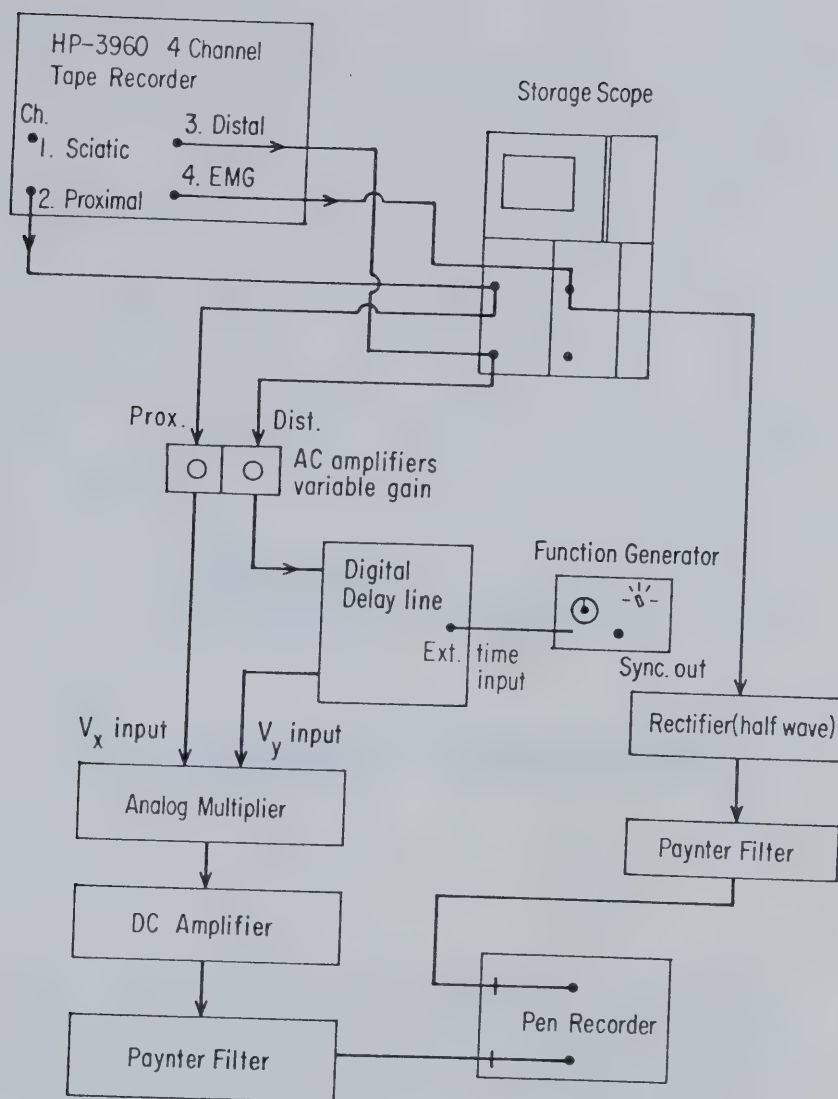 HP-3960 4 Channel
Tape Recorder
Storage Scope
Ch.
1. Sciatic
3. Distal
2. Proximal
4. EMG
Prox.
Dist.
AC amplifiers
variable gain
Digital
Delay line
Function Generator
Ext. time
input
Sync. out
Vx input
Vy input
Rectifier(half wave)
Analog Multiplier
Paynter Filter
DC Amplifier
Pen Recorder
Paynter Filter